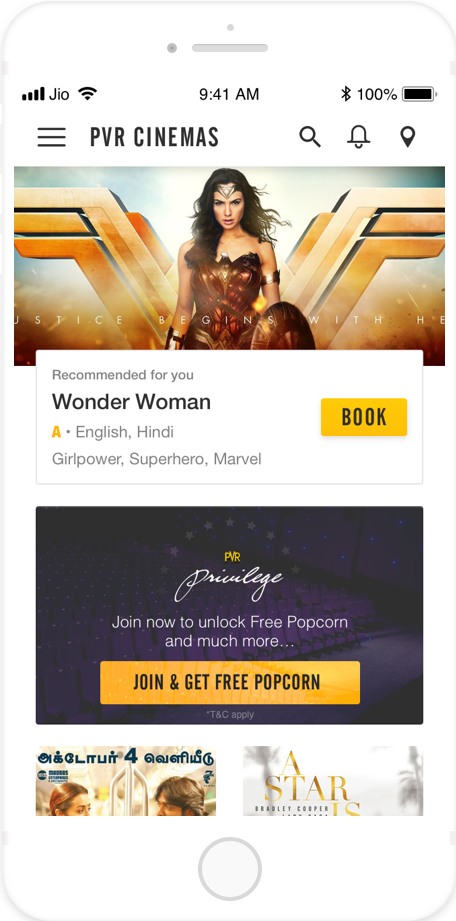 Jio 9:41 AM 100%
PVR CINEMAS
USTICE BEGINS WITH HE
Recommended for you
Wonder Woman
A • English, Hindi
Girlpower, Superhero, Marvel
BOOK
PVR
Privilege
Join now to unlock Free Popcorn
and much more...
JOIN & GET FREE POPCORN
*T&C apply
அக்டோபர் 4 வெளியீடு
MADRAS
ENTERPRISES
A
STAR
IS
BRADLEY COOPER